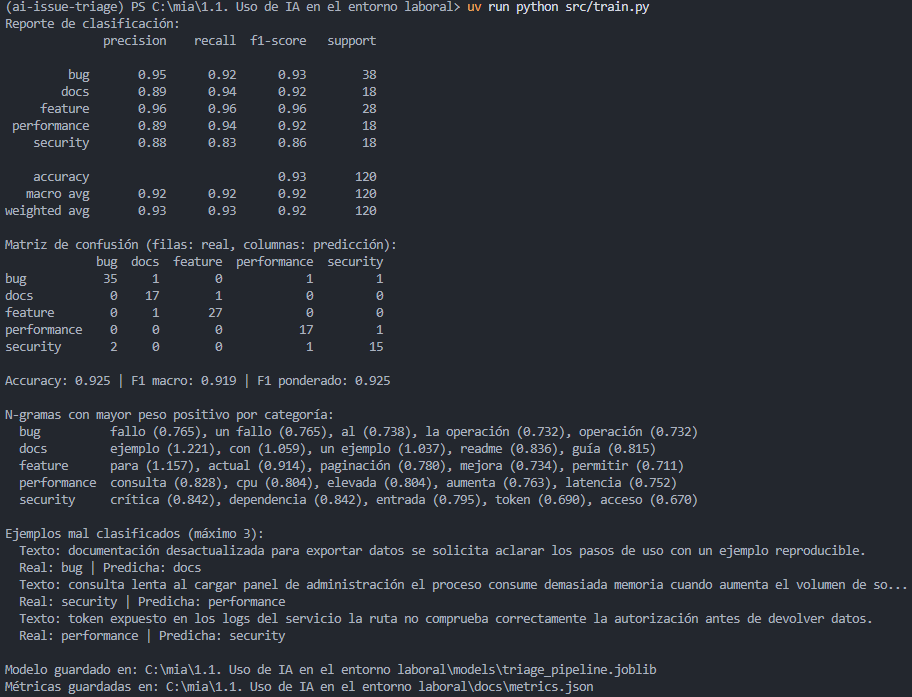 (ai-issue-triage) PS C:\mia\1.1. Uso de IA en el entorno laboral> uv run python src/train.py
Reporte de clasificación:
              precision    recall  f1-score   support

         bug       0.95      0.92      0.93        38
        docs       0.89      0.94      0.92        18
     feature       0.96      0.96      0.96        28
 performance       0.89      0.94      0.92        18
    security       0.88      0.83      0.86        18

    accuracy                           0.93       120
   macro avg       0.92      0.92      0.92       120
weighted avg       0.93      0.93      0.92       120

Matriz de confusión (filas: real, columnas: predicción):
             bug  docs  feature  performance  security
bug           35     1        0            1         1
docs           0    17        1            0         0
feature        0     1       27            0         0
performance    0     0        0           17         1
security       2     0        0            1        15

Accuracy: 0.925 | F1 macro: 0.919 | F1 ponderado: 0.925

N-gramas con mayor peso positivo por categoría:
  bug          fallo (0.765), un fallo (0.765), al (0.738), la operación (0.732), operación (0.732)
  docs         ejemplo (1.221), con (1.059), un ejemplo (1.037), readme (0.836), guía (0.815)
  feature      para (1.157), actual (0.914), paginación (0.780), mejora (0.734), permitir (0.711)
  performance  consulta (0.828), cpu (0.804), elevada (0.804), aumenta (0.763), latencia (0.752)
  security     crítica (0.842), dependencia (0.842), entrada (0.795), token (0.690), acceso (0.670)

Ejemplos mal clasificados (máximo 3):
  Texto: documentación desactualizada para exportar datos se solicita aclarar los pasos de uso con un ejemplo reproducible.
  Real: bug | Predicha: docs
  Texto: consulta lenta al cargar panel de administración el proceso consume demasiada memoria cuando aumenta el volumen de so...
  Real: security | Predicha: performance
  Texto: token expuesto en los logs del servicio la ruta no comprueba correctamente la autorización antes de devolver datos.
  Real: performance | Predicha: security

Modelo guardado en: C:\mia\1.1. Uso de IA en el entorno laboral\models\triage_pipeline.joblib
Métricas guardadas en: C:\mia\1.1. Uso de IA en el entorno laboral\docs\metrics.json